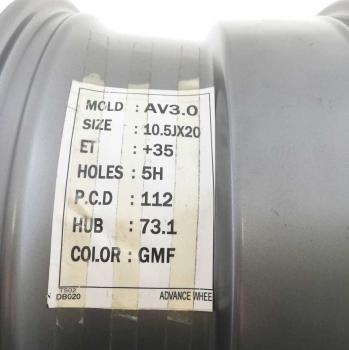 MOLD : AV3.0
SIZE : 10.5JX20
ET : +35
HOLES : 5H
P.C.D : 112
HUB : 73.1
COLOR : GMF
TS02
DB020 ADVANCE WHEE